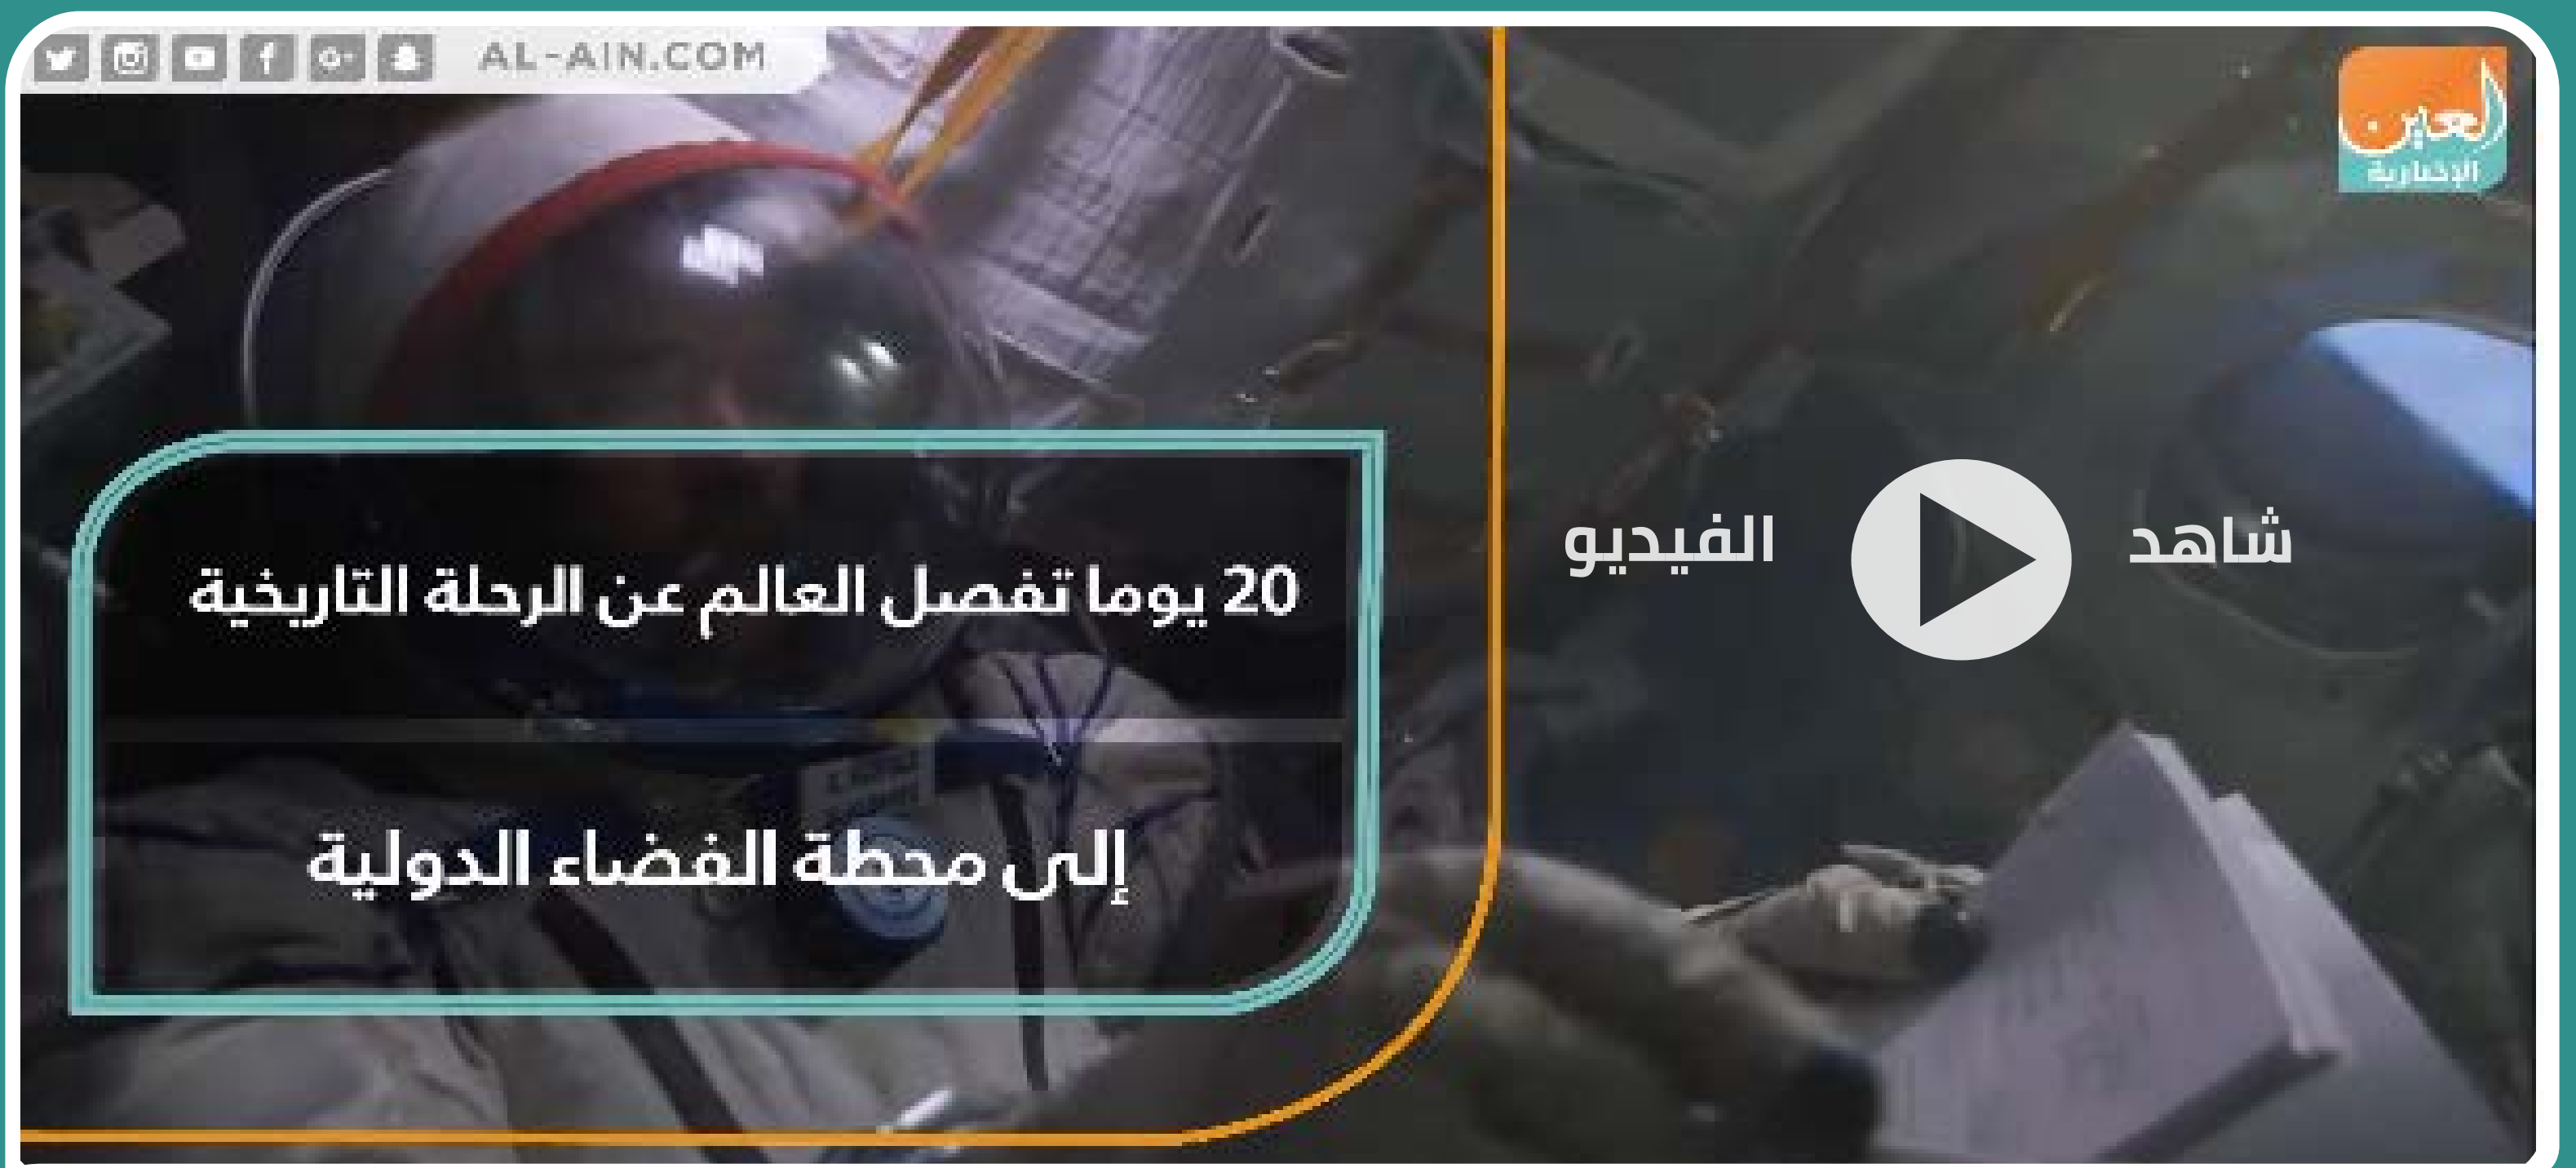 AL-AIN.COM
العين
الإخبارية
شاهد الفيديو
20 يوما تفصل العالم عن الرحلة التاريخية
إلى محطة الفضاء الدولية